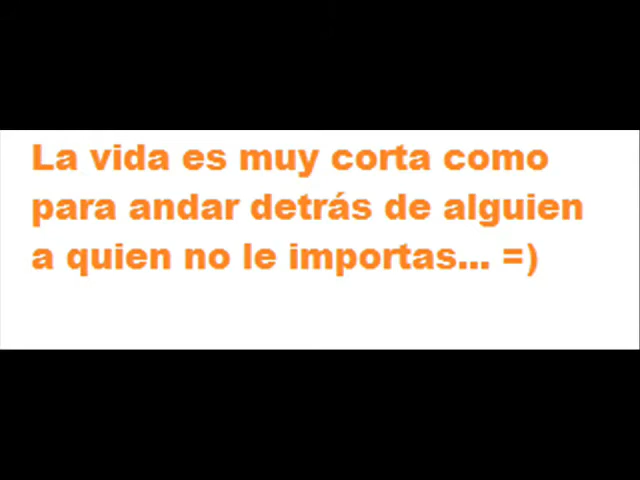 La vida es muy corta como
para andar detrás de alguien
a quien no le importas... =)